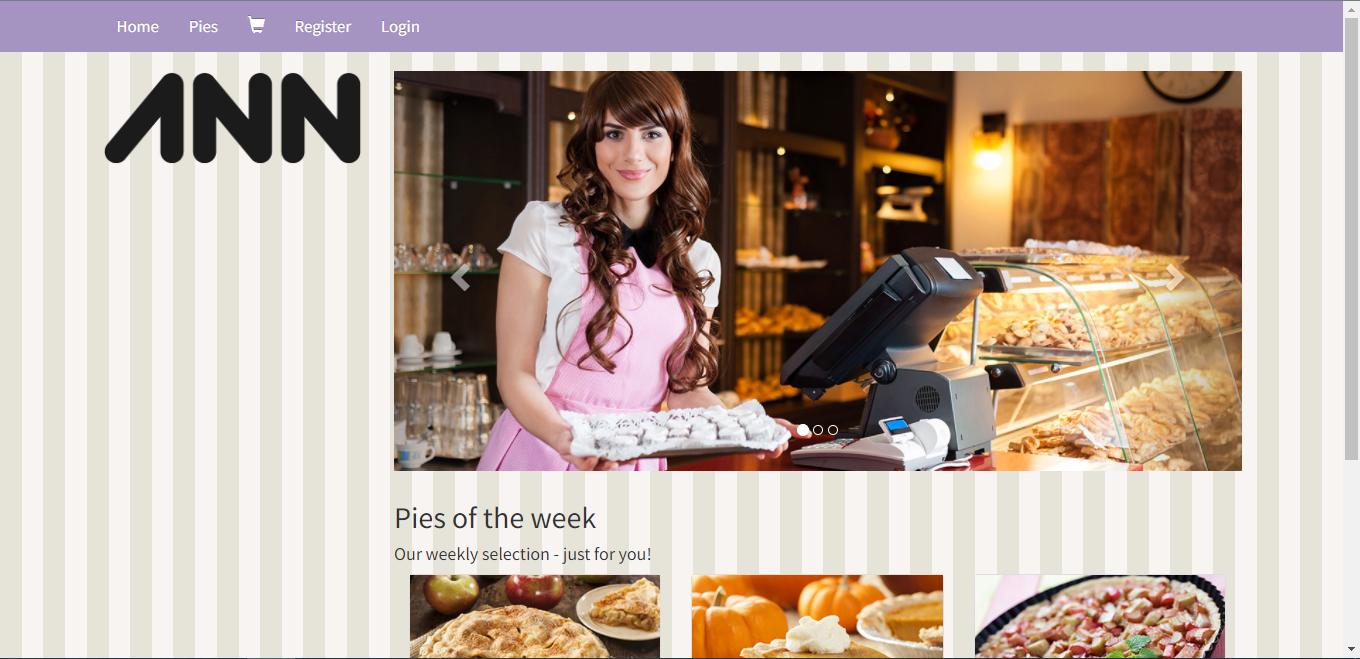 Home Pies Register Login
ANN
Pies of the week
Our weekly selection - just for you!